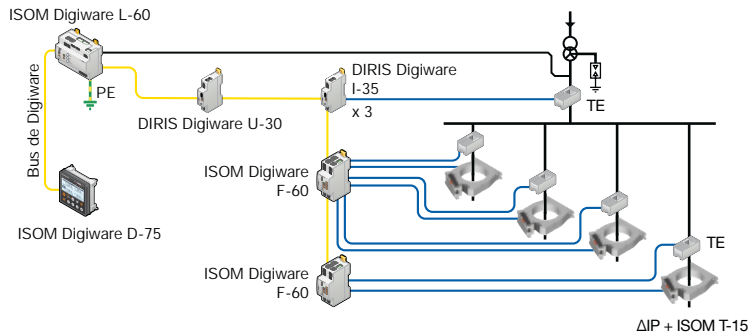 ISOM Digiware L-60
Bus de Digiware
PE
DIRIS Digiware U-30
DIRIS Digiware
I-35
x 3
TE
ISOM Digiware
F-60
ISOM Digiware D-75
TE
ISOM Digiware
F-60
ΔIP + ISOM T-15